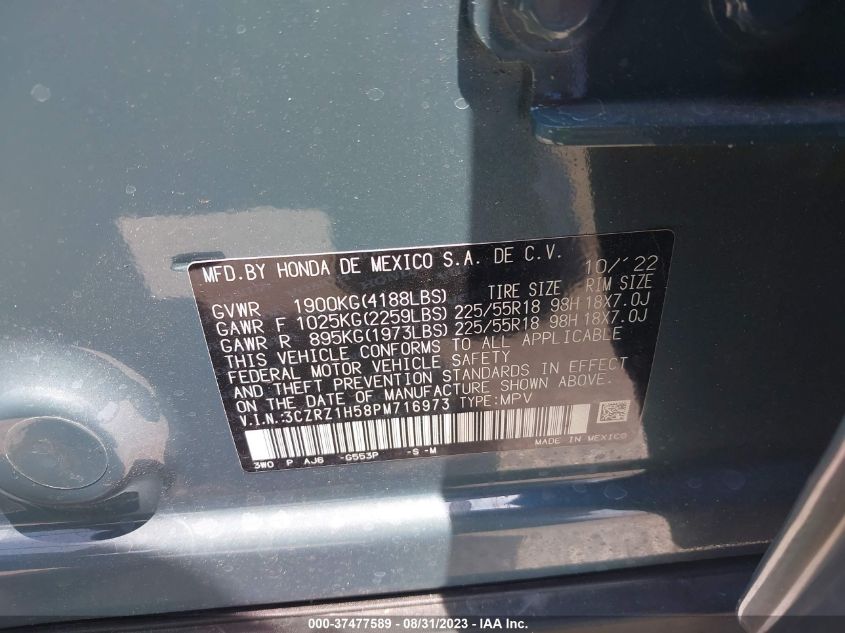 MFD.BY HONDA DE MEXICO S.A. DE C.V. 10/'22
TIRE SIZE RIM SIZE
GVWR 1900KG(4188LBS)
GAWR F 1025KG(2259LBS) 225/55R18 98H 18X7.0J
GAWR R 895KG(1973LBS) 225/55R18 98H 18X7.0J
THIS VEHICLE CONFORMS TO ALL APPLICABLE
FEDERAL MOTOR VEHICLE SAFETY
AND THEFT PREVENTION STANDARDS IN EFFECT
ON THE DATE OF MANUFACTURE SHOWN ABOVE.
V.I.N.:3CZRZ1H58PM716973 TYPE:MPV
MADE IN MEXICO
3W0 P AJ6 -G553P -S -M
000-37477589 - 08/31/2023 - IAA Inc.